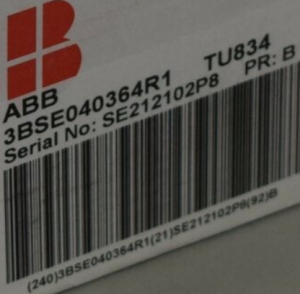 ABB
3BSE040364R1 TU834
Serial No: SE212102P8 PR: B
(240)3BSE040364R1(21)SE212102P8(92)B